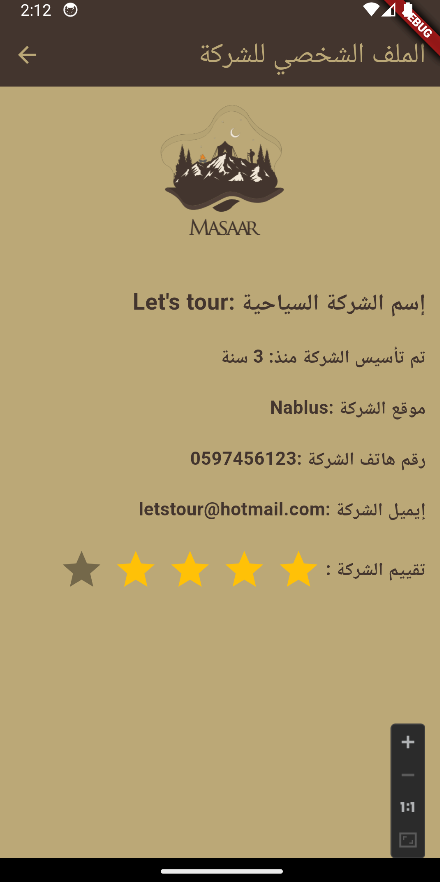 2:12
DEBUG
الملف الشخصي للشركة
MASAAR
إسم الشركة السياحية :Let's tour
تم تأسيس الشركة منذ: 3 سنة
موقع الشركة :Nablus
رقم هاتف الشركة :0597456123
إيميل الشركة :letstour@hotmail.com
تقييم الشركة :
1:1